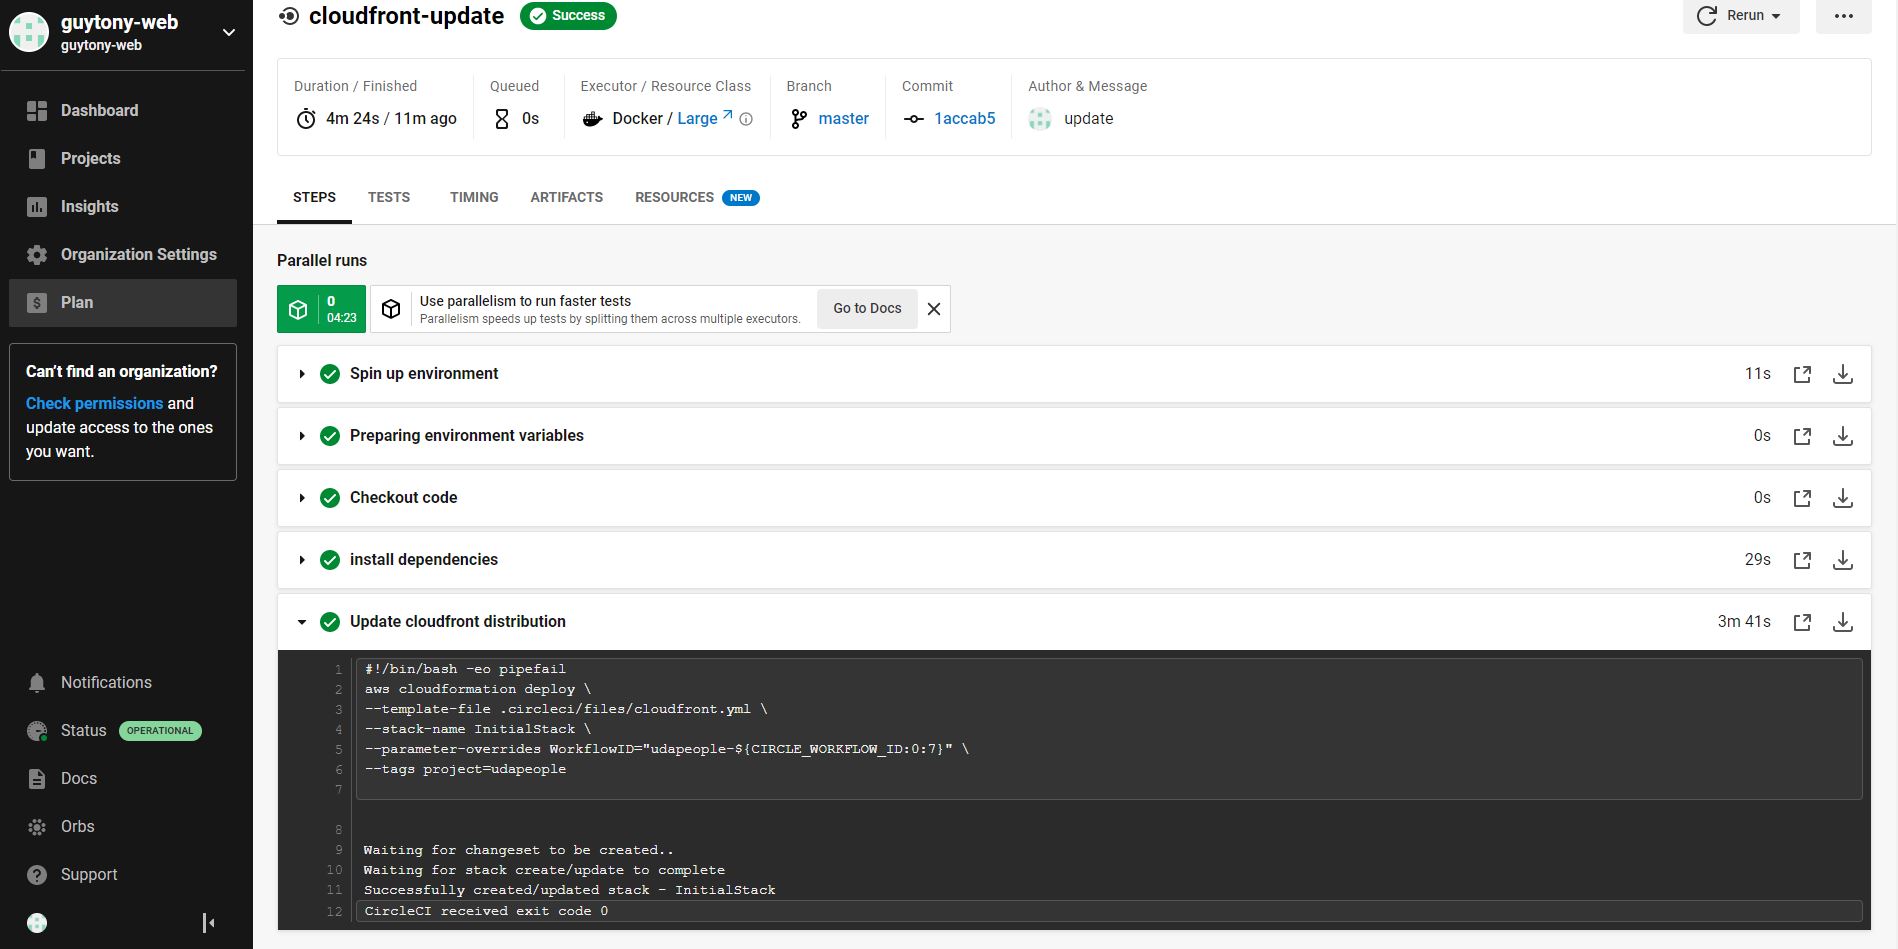 guytony-web
guytony-web
Dashboard
Projects
Insights
Organization Settings
$ Plan
Can't find an organization?
Check permissions and
update access to the ones
you want.
Notifications
Status OPERATIONAL
Docs
Orbs
? Support
cloudfront-update Success
Rerun
Duration / Finished
4m 24s / 11m ago
Queued
0s
Executor / Resource Class
Docker / Large
Branch
master
Commit
1accab5
Author & Message
update
STEPS TESTS TIMING ARTIFACTS RESOURCES NEW
Parallel runs
0
04:23
Use parallelism to run faster tests
Parallelism speeds up tests by splitting them across multiple executors.
Go to Docs
Spin up environment 11s
Preparing environment variables 0s
Checkout code 0s
install dependencies 29s
Update cloudfront distribution 3m 41s
1 #!/bin/bash -eo pipefail
2 aws cloudformation deploy \
3 --template-file .circleci/files/cloudfront.yml \
4 --stack-name InitialStack \
5 --parameter-overrides WorkflowID="udapeople-${CIRCLE_WORKFLOW_ID:0:7}" \
6 --tags project=udapeople
7
8
9 Waiting for changeset to be created..
10 Waiting for stack create/update to complete
11 Successfully created/updated stack - InitialStack
12 CircleCI received exit code 0